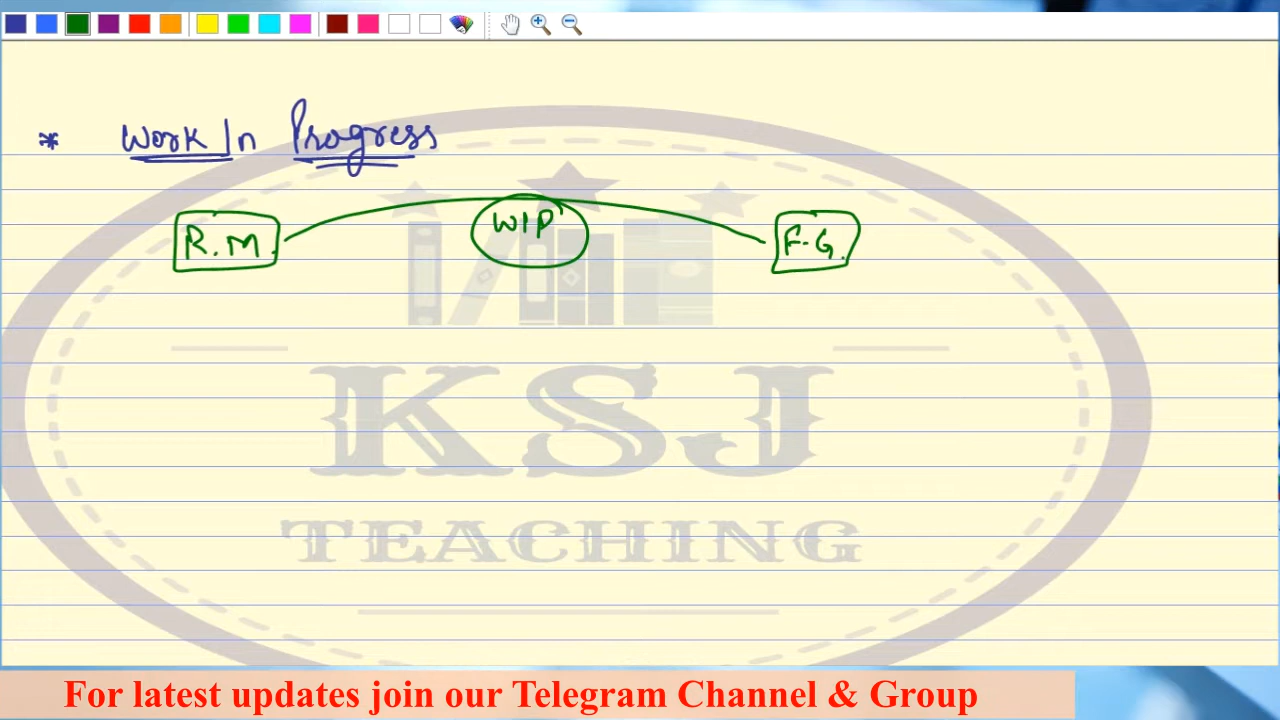 * Work In Progress
R.M. WIP F.G.
KSJ
TEACHING
For latest updates join our Telegram Channel & Group